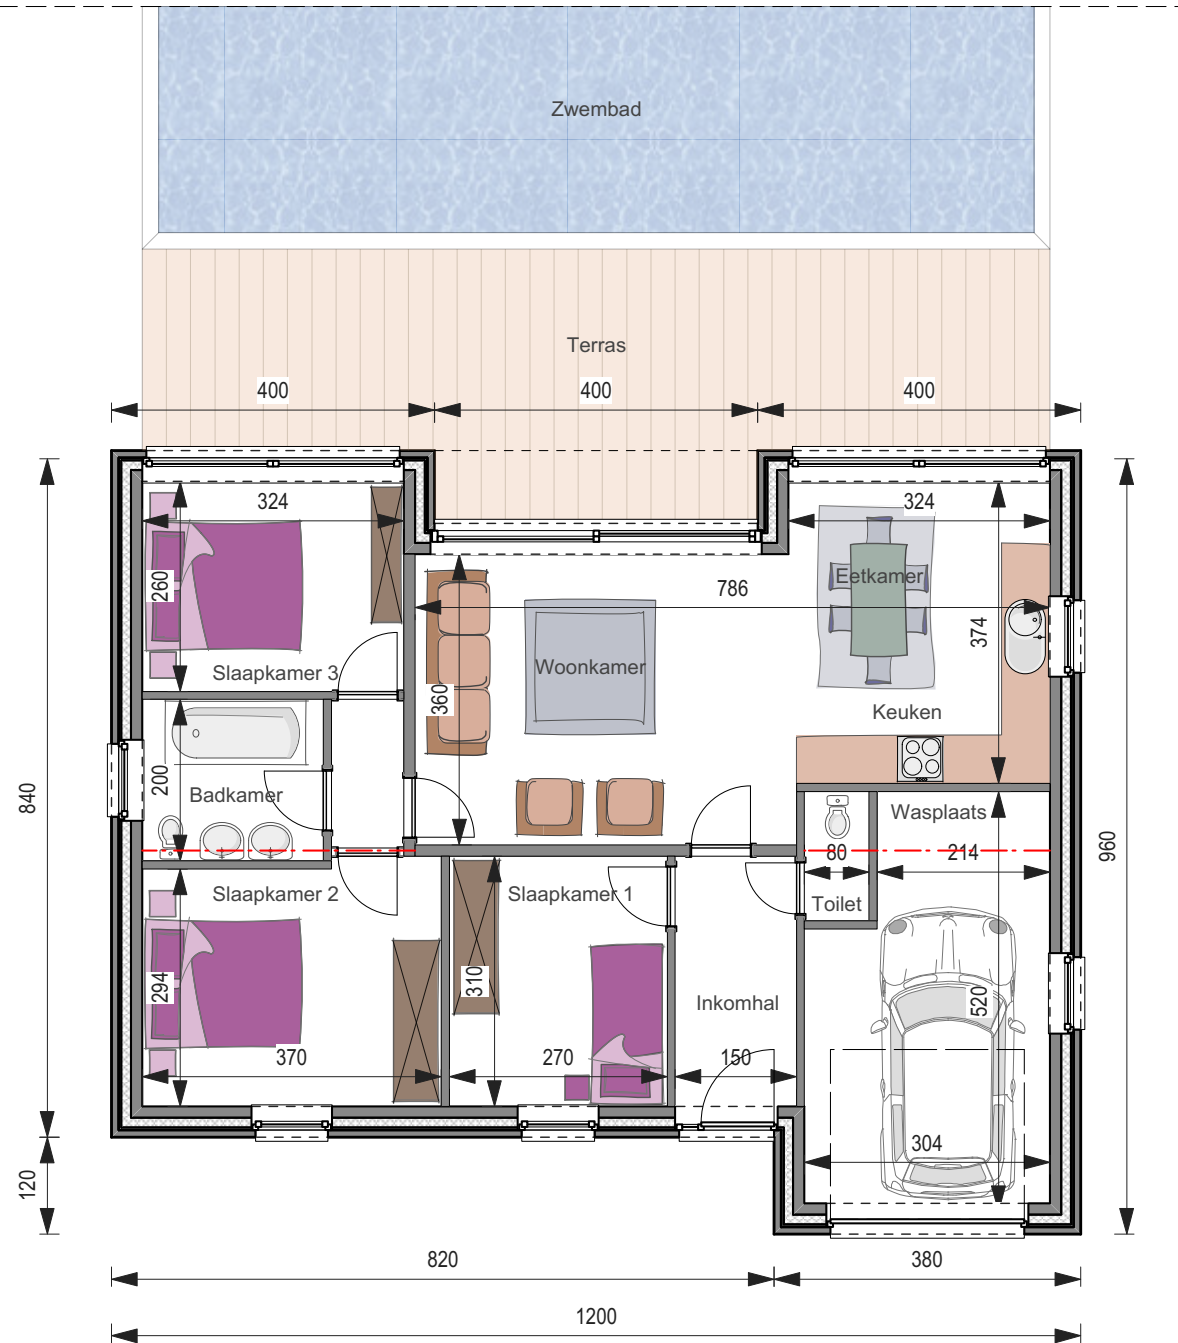 Zwembad
Terras
400
400
400
324
324
260
786
Eetkamer
374
Slaapkamer 3
Woonkamer
360
Keuken
200
Badkamer
840
Wasplaats
960
80
214
Slaapkamer 2
Slaapkamer 1
Toilet
294
310
520
Inkomhal
370
270
150
304
120
820
380
1200